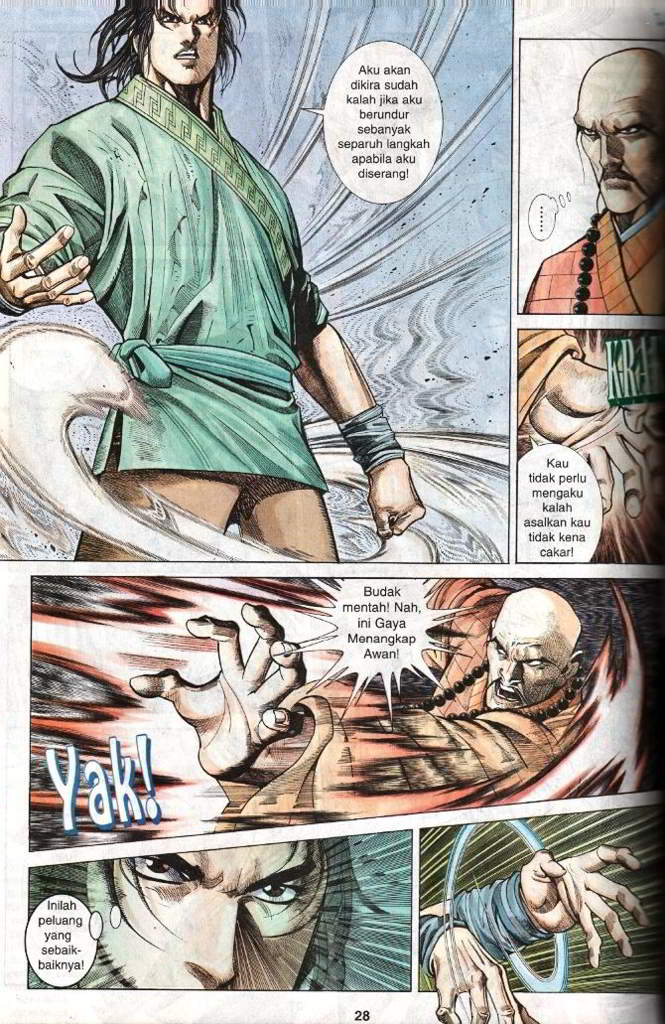 Aku akan
dikira sudah
kalah jika aku
berundur
sebanyak
separuh langkah
apabila aku
diserang!
......
Kau
tidak perlu
mengaku
kalah
asalkan kau
tidak kena
cakar!
Budak
mentah! Nah,
ini Gaya
Menangkap
Awan!
Yak!
Inilah
peluang
yang
sebaik-
baiknya!
28